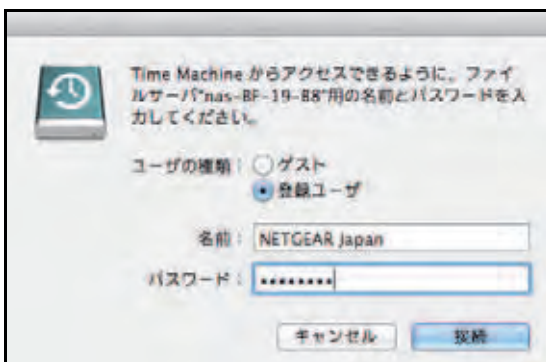 Time Machine からアクセスできるように、ファイ
ルサーバ"nas-BF-19-B8"用の名前とパスワードを入
力してください。
ユーザの種類：
ゲスト
登録ユーザ
名前：
NETGEAR Japan
パスワード：
••••••••
キャンセル
接続